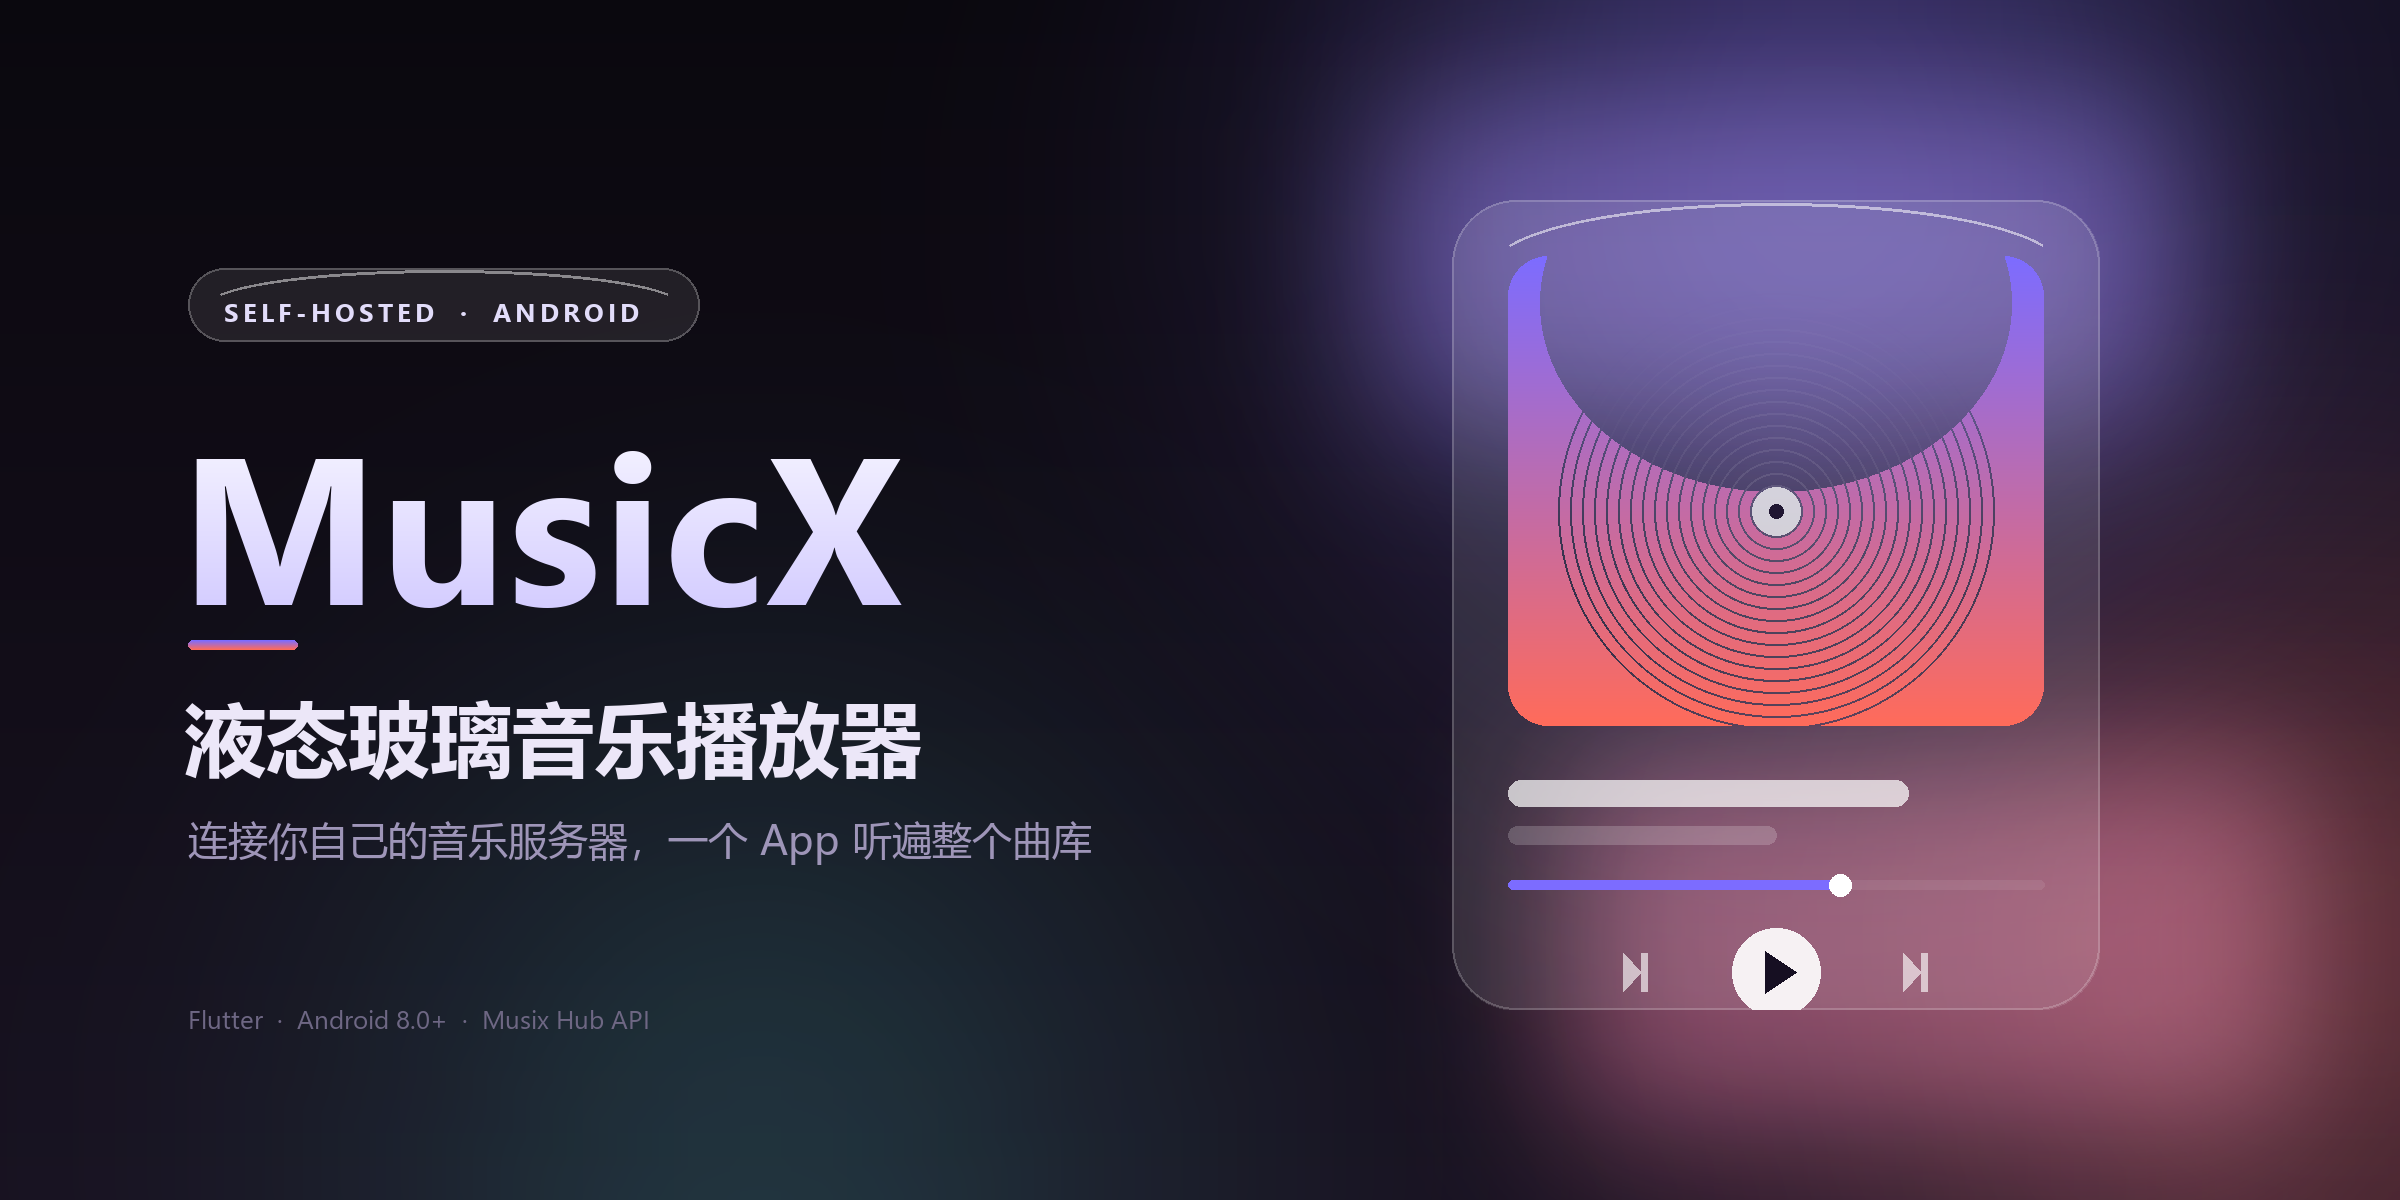 SELF-HOSTED · ANDROID
MusicX
液态玻璃音乐播放器
连接你自己的音乐服务器，一个 App 听遍整个曲库
Flutter · Android 8.0+ · Musix Hub API